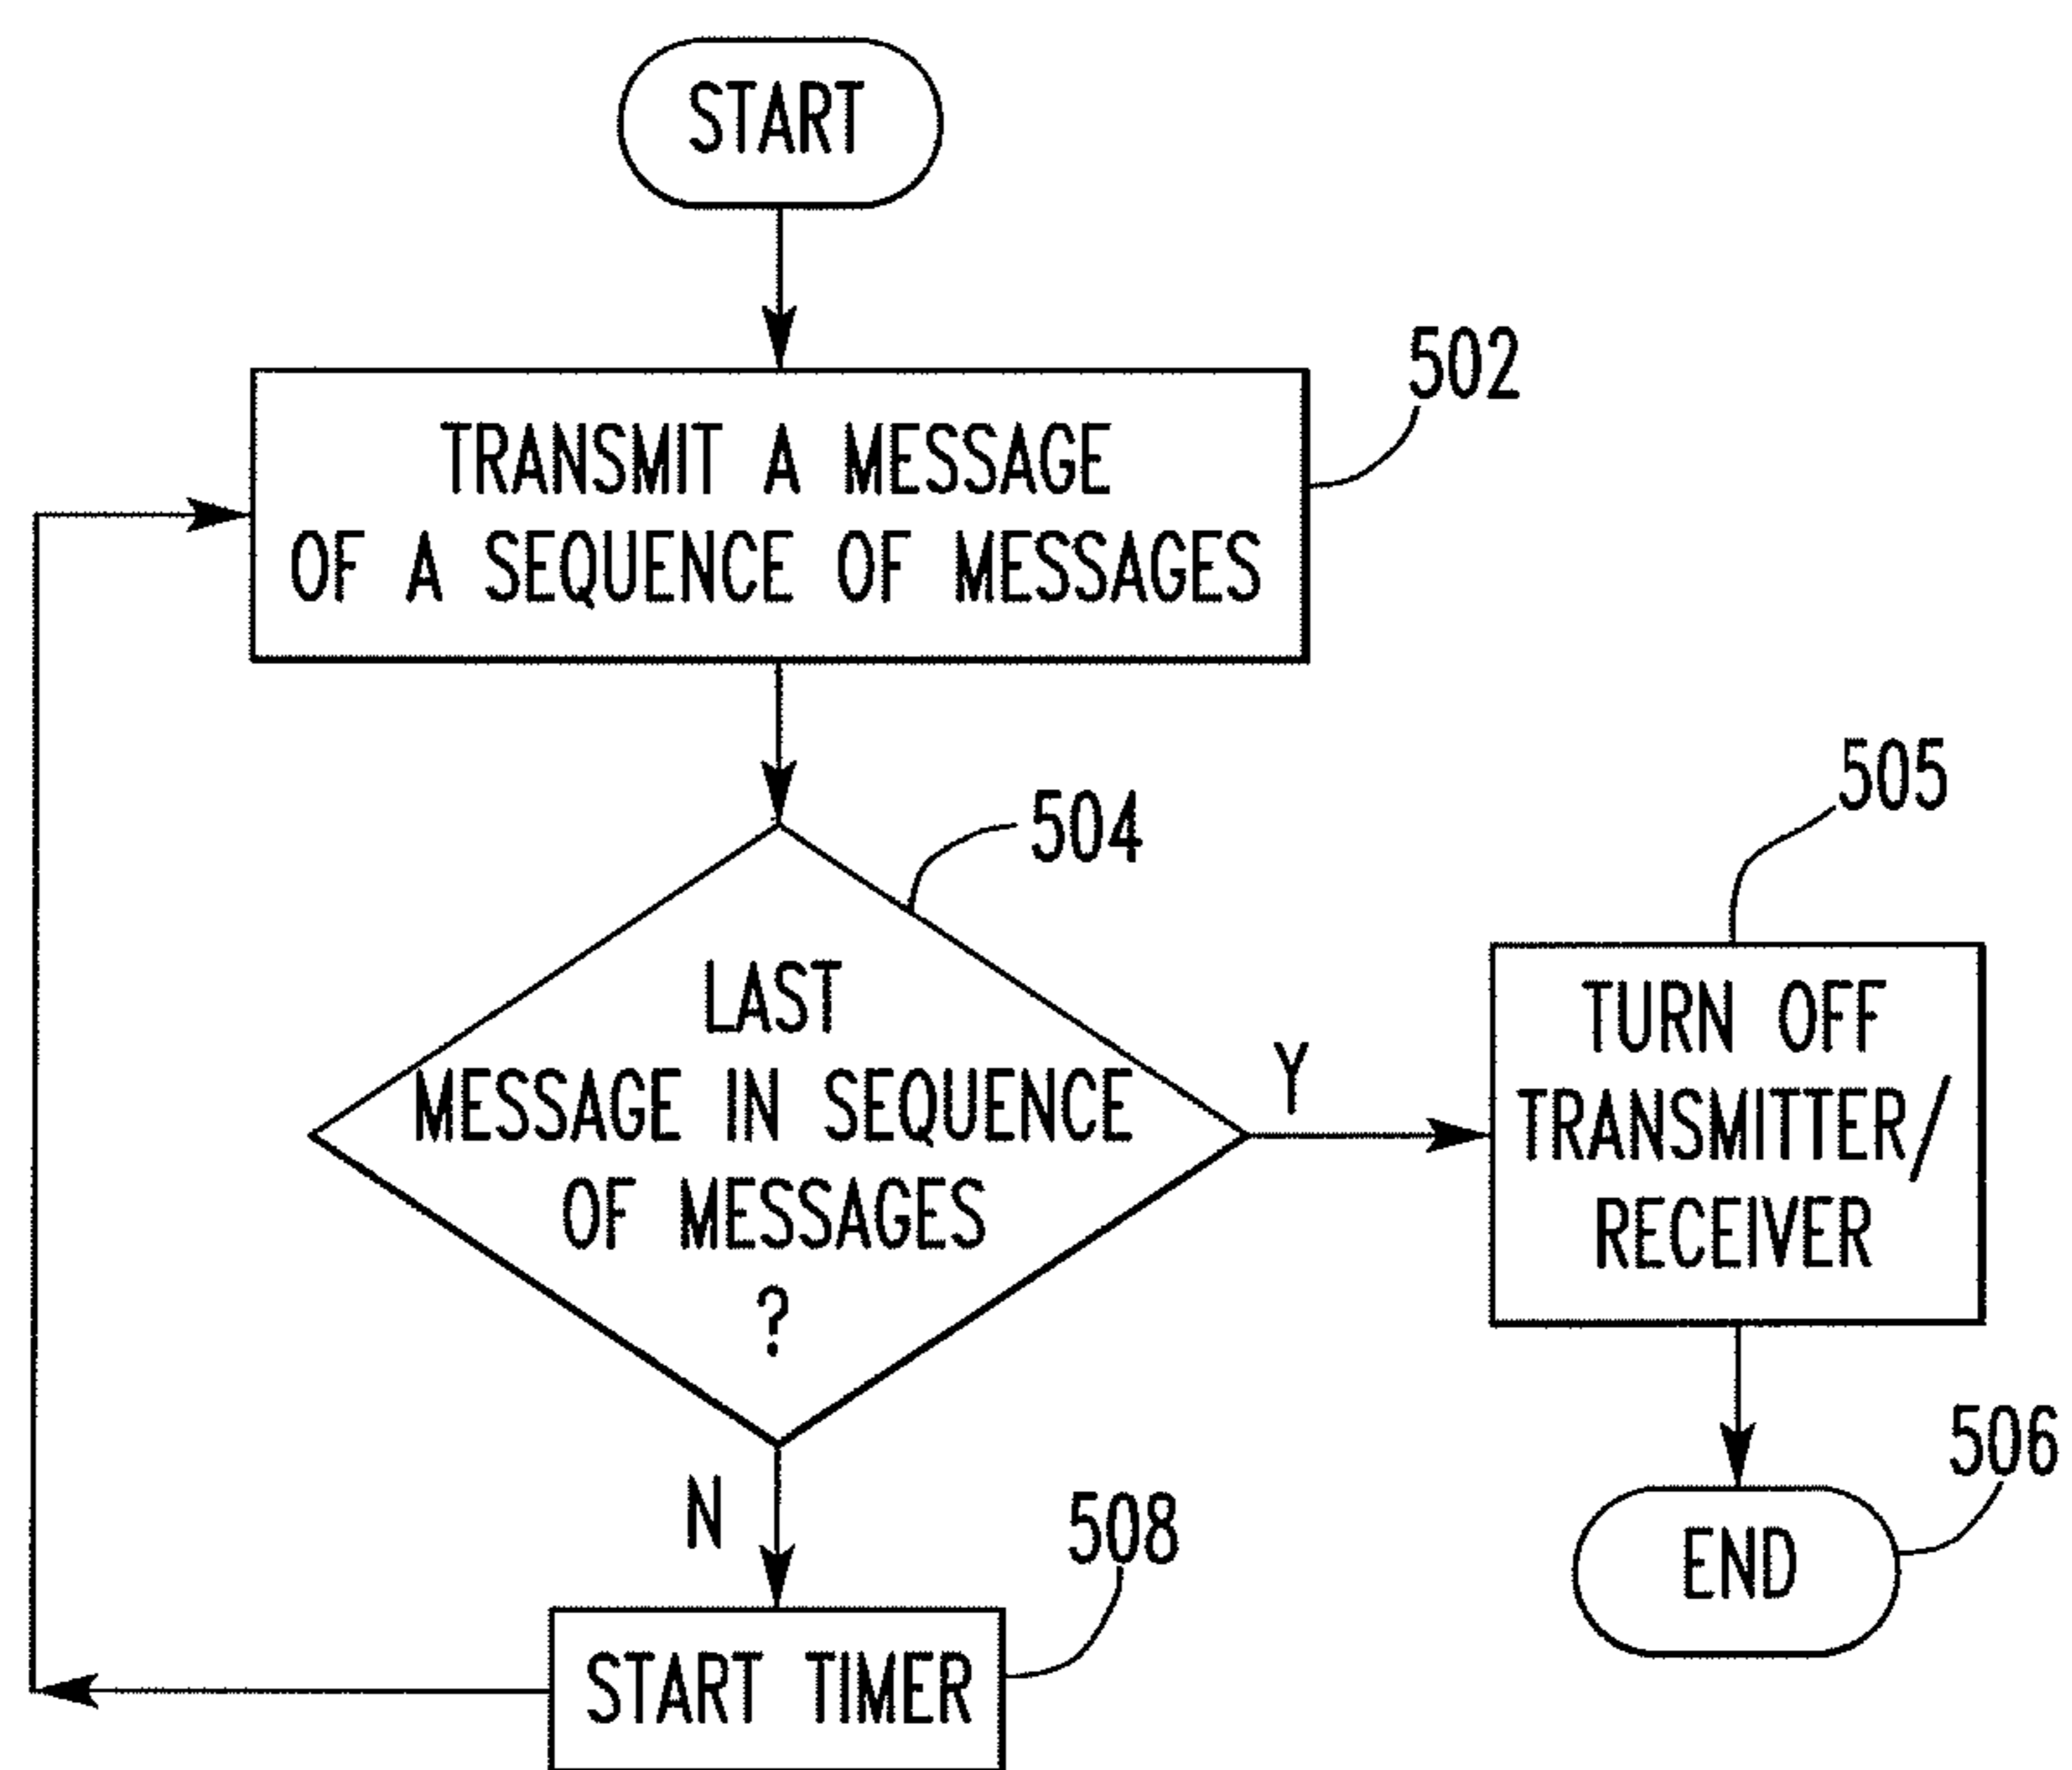 START
502
TRANSMIT A MESSAGE
OF A SEQUENCE OF MESSAGES
504
LAST
MESSAGE IN SEQUENCE
OF MESSAGES
?
Y
505
TURN OFF
TRANSMITTER/
RECEIVER
506
END
N
508
START TIMER